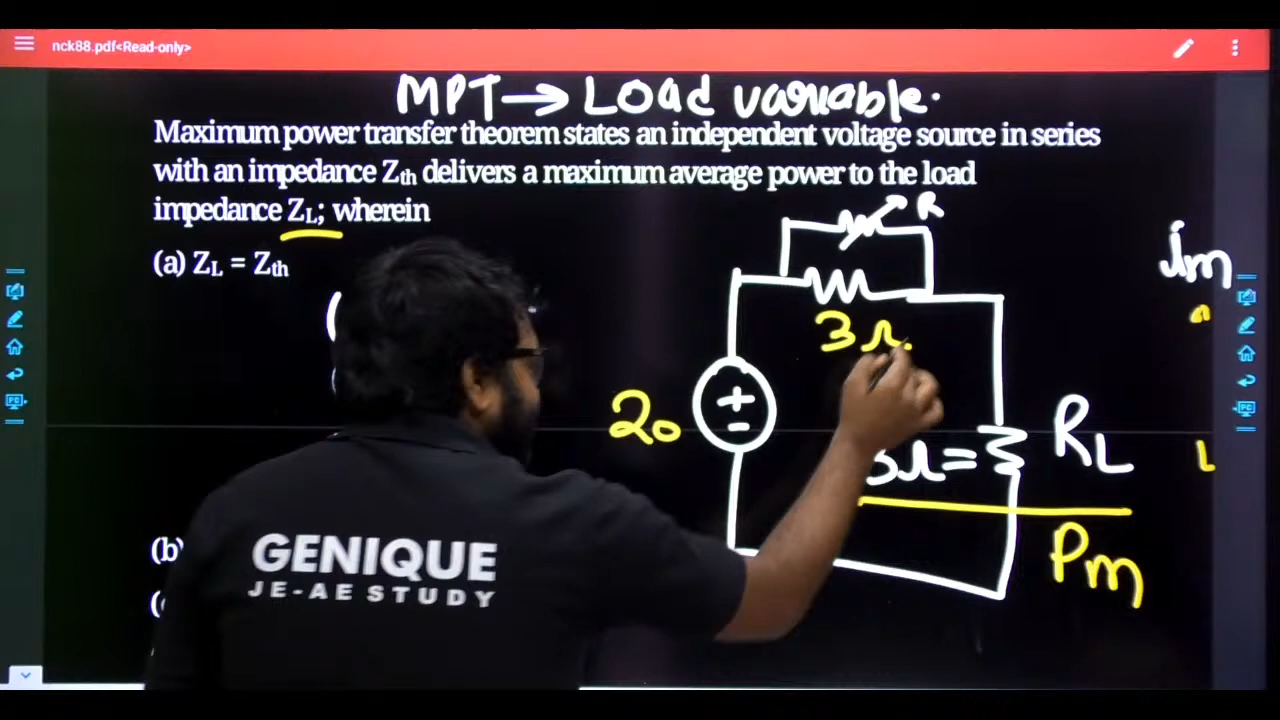 nck88.pdf<Read-only>
MPT → Load variable.
Maximum power transfer theorem states an independent voltage source in series
with an impedance Zth delivers a maximum average power to the load
impedance ZL; wherein
(a) ZL = Zth
R
3Ω
20
RL
Pm
(b)
GENIQUE
JE-AE STUDY